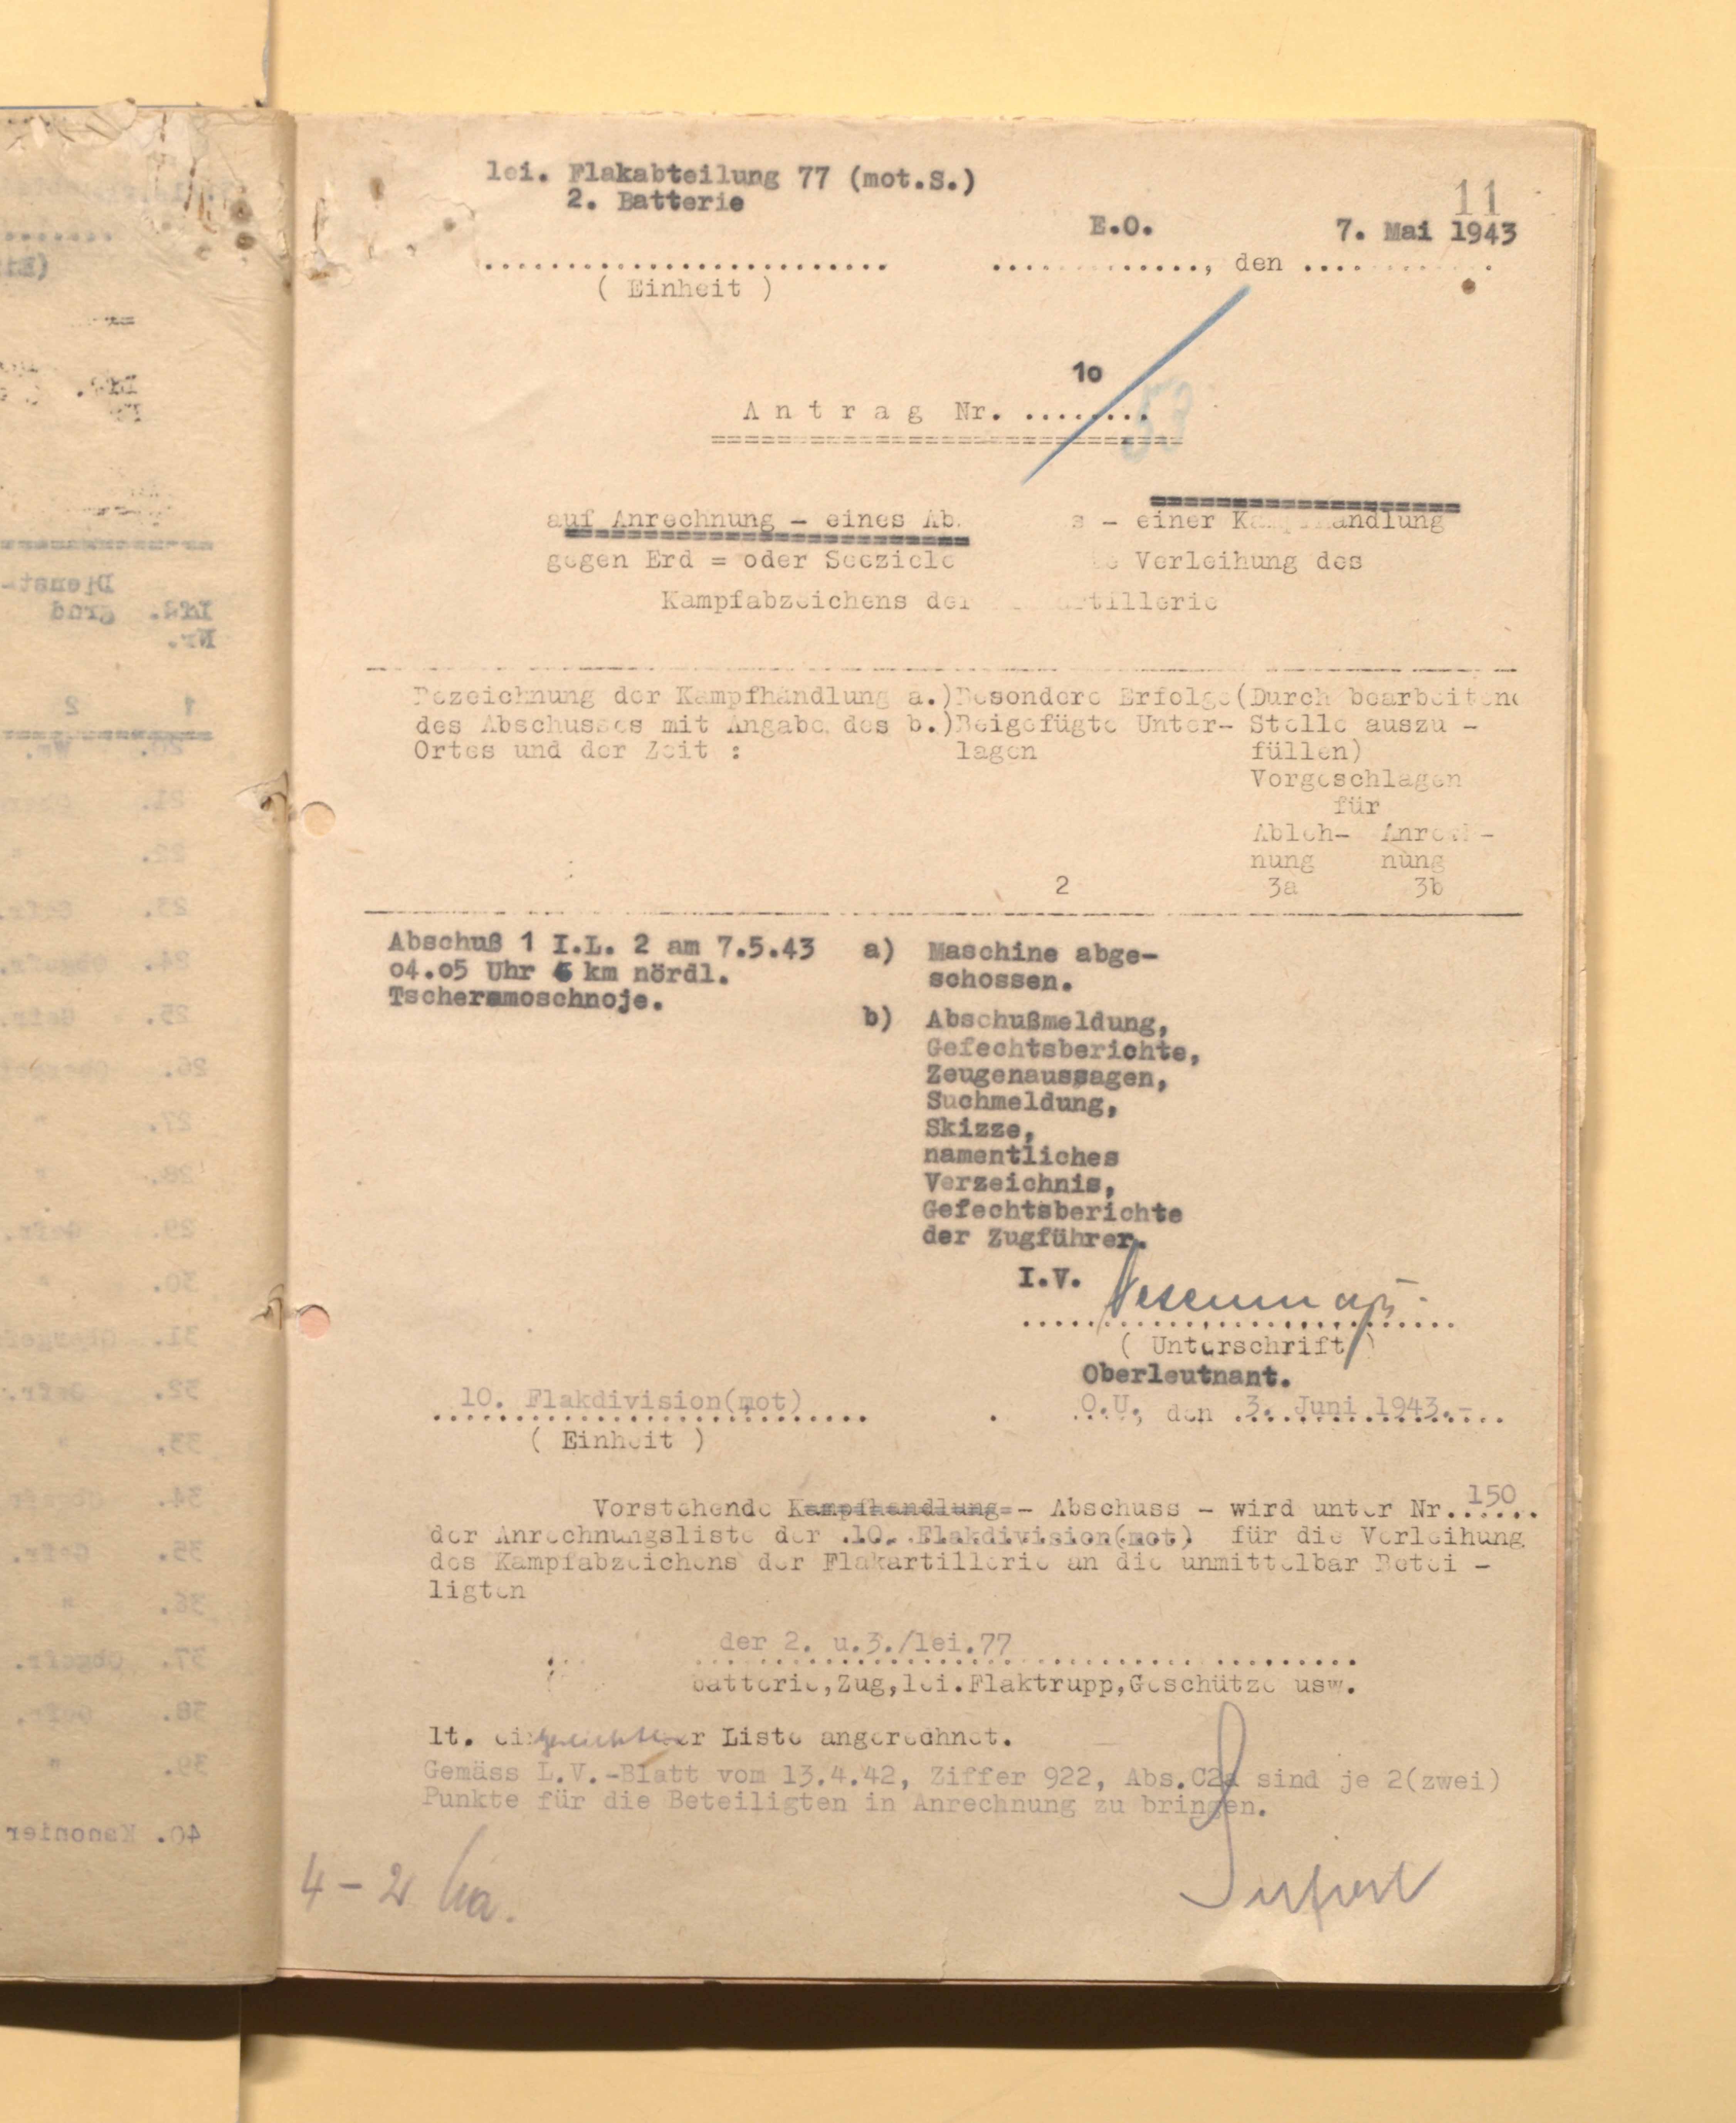 lei. Flakabteilung 77 (mot.S.)
2. Batterie
11
E.O. 7. Mai 1943
........................ ............., den ............
( Einheit )
10
53
A n t r a g Nr. ........
============================
auf Anrechnung - eines Ab s - einer Kampfhandlung
gegen Erd = oder Seeziele Verleihung des
Kampfabzeichens der rtillerie
Bezeichnung der Kampfhandlung a.)Besondere Erfolge(Durch bearbeitend
des Abschusses mit Angabe des b.)Beigefügte Unter- Stelle auszu -
Ortes und der Zeit : lagen füllen)
Vorgeschlagen
für
Ableh- Anrech-
nung nung
2 3a 3b
Abschuß 1 I.L. 2 am 7.5.43 a) Maschine abge-
04.05 Uhr km nördl. schossen.
Tscheremoschnoje.
b) Abschußmeldung,
Gefechtsberichte,
Zeugenaussagen,
Suchmeldung,
Skizze,
namentliches
Verzeichnis,
Gefechtsberichte
der Zugführer.
I.V.
( Unterschrift )
Oberleutnant.
10. Flakdivision(mot) O.U., den 3. Juni 1943.-
( Einheit )
Vorstehende Kampfhandlung - Abschuss - wird unter Nr. 150
der Anrechnungsliste der .10. Flakdivision(mot) für die Verleihung
des Kampfabzeichens der Flakartillerie an die unmittelbar Betei -
ligten
der 2. u.3./lei.77
batterie,Zug,lei.Flaktrupp,Geschütze usw.
lt. eingereichter Liste angerechnet.
Gemäss L.V.-Blatt vom 13.4.42, Ziffer 922, Abs.C2a sind je 2(zwei)
Punkte für die Beteiligten in Anrechnung zu bringen.
4 - 2